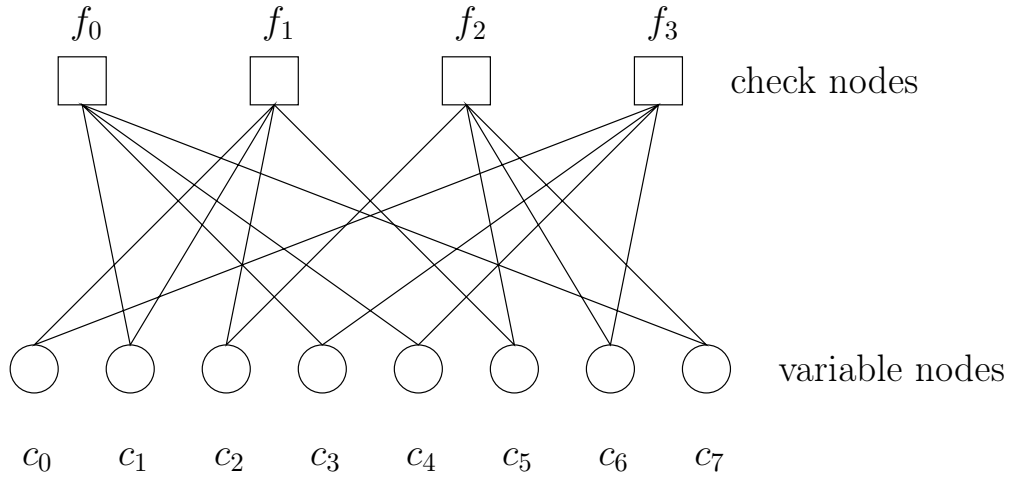 f₀ f₁ f₂ f₃
check nodes
variable nodes
c₀ c₁ c₂ c₃ c₄ c₅ c₆ c₇